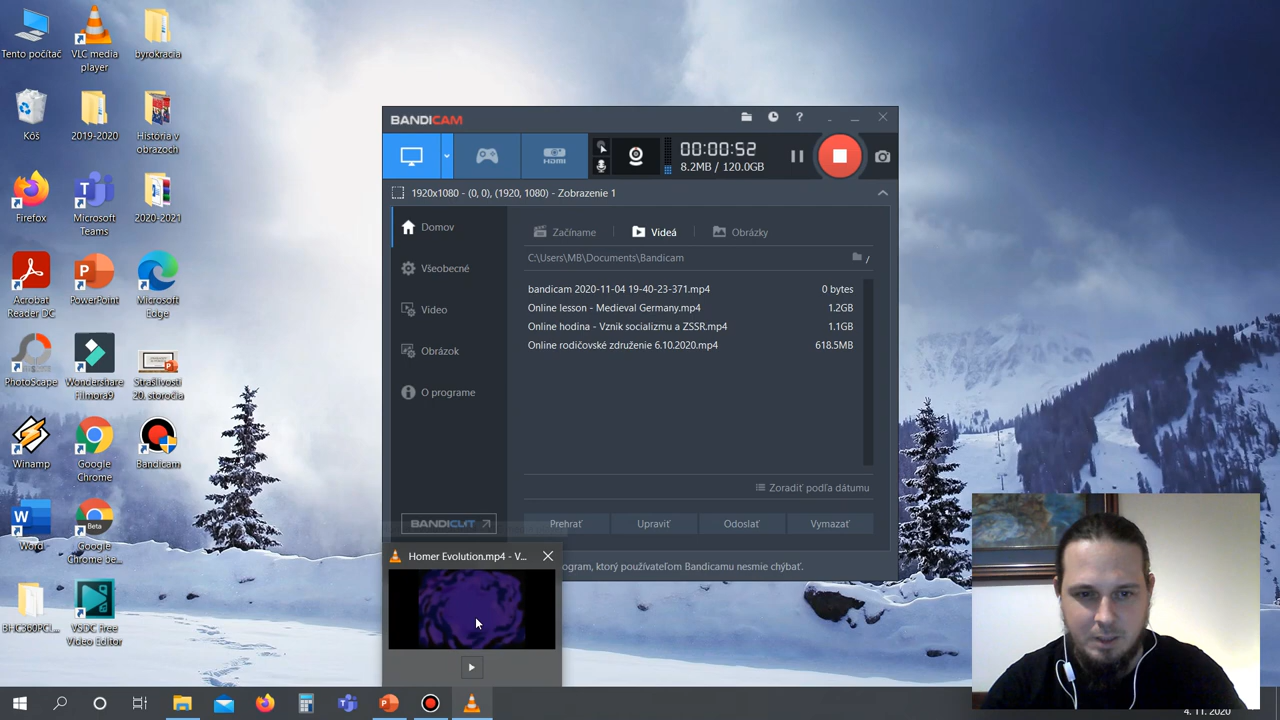 Tento počítač
VLC media
player
byrokracia
Kôš
2019-2020
História v
obrazoch
Firefox
Microsoft
Teams
2020-2021
Acrobat
Reader DC
PowerPoint
Microsoft
Edge
PhotoScape
Wondershare
Filmora9
Strašlivosti
20. storočia
Winamp
Google
Chrome
Bandicam
Word
Beta
Google
Chrome be...
BHC360PCL...
VSDC Free
Video Editor
BANDICAM
00:00:52
8.2MB / 120.0GB
HDMI
1920x1080 - (0, 0), (1920, 1080) - Zobrazenie 1
Domov
Všeobecné
Video
Obrázok
O programe
BANDICUT
Začíname
Videá
Obrázky
C:\Users\MB\Documents\Bandicam
bandicam 2020-11-04 19-40-23-371.mp4 0 bytes
Online lesson - Medieval Germany.mp4 1.2GB
Online hodina - Vznik socializmu a ZSSR.mp4 1.1GB
Online rodičovské združenie 6.10.2020.mp4 618.5MB
Zoradiť podľa dátumu
Prehrať Upraviť Odoslať Vymazať
ogram, ktorý používateľom Bandicamu nesmie chýbať.
Homer Evolution.mp4 - V...
4. 11. 2020